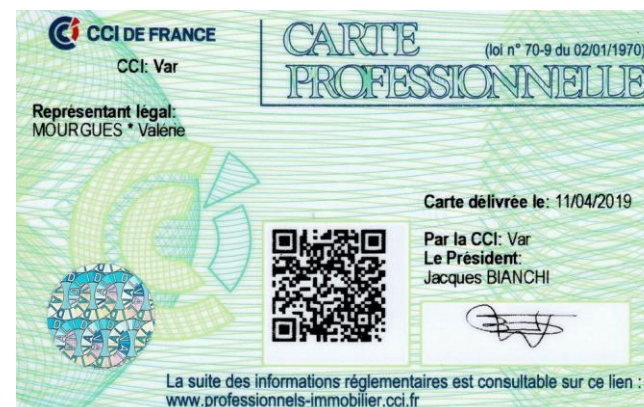 CCI DE FRANCE
CCI: Var
CARTE
(loi n° 70-9 du 02/01/1970)
PROFESSIONNELLE
Représentant légal:
MOURGUES * Valérie
Carte délivrée le: 11/04/2019
Par la CCI: Var
Le Président:
Jacques BIANCHI
La suite des informations réglementaires est consultable sur ce lien :
www.professionnels-immobilier.cci.fr